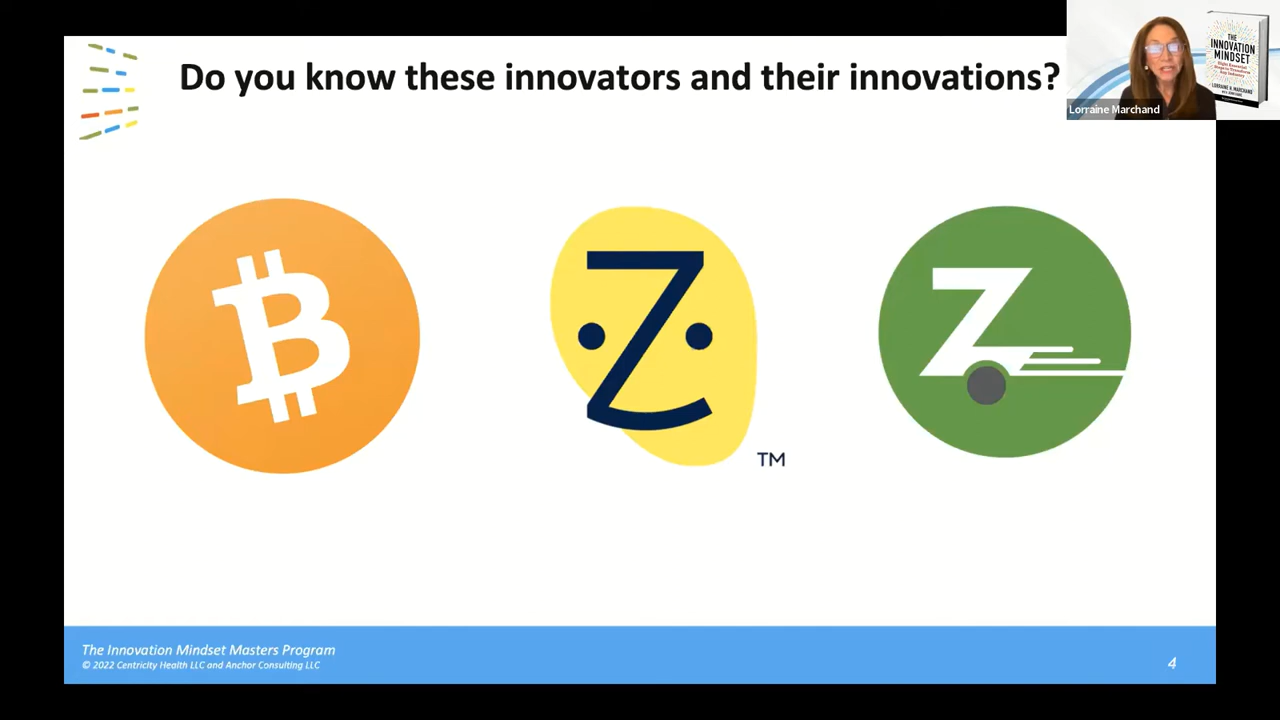 Do you know these innovators and their innovations?
THE
INNOVATION
MINDSET
LORRAINE H. MARCHAND
Lorraine Marchand
Z
Z
TM
The Innovation Mindset Masters Program
© 2022 Centricity Health LLC and Anchor Consulting LLC
4